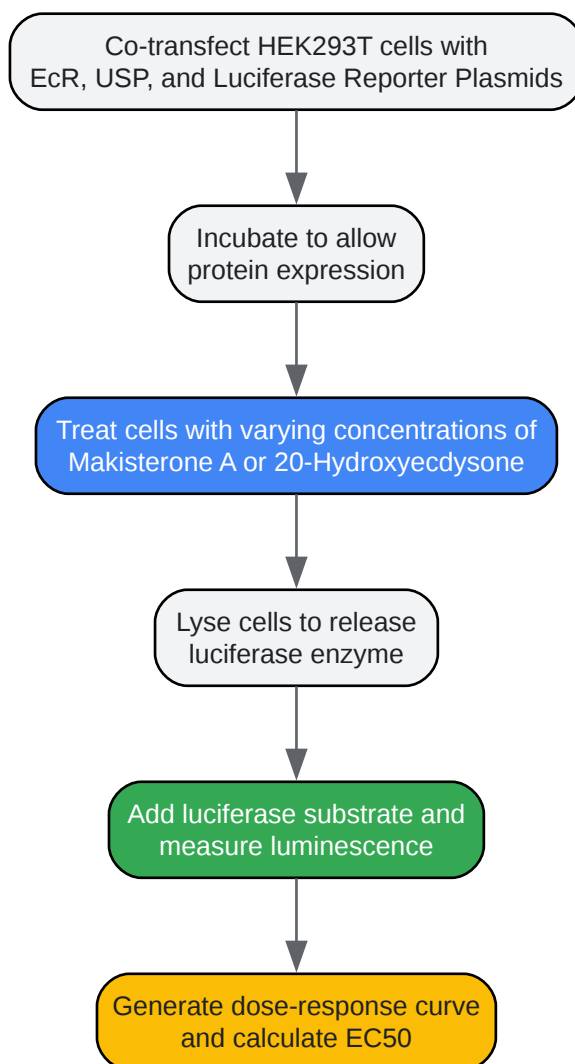 Co-transfect HEK293T cells with
EcR, USP, and Luciferase Reporter Plasmids
Incubate to allow
protein expression
Treat cells with varying concentrations of
Makisterone A or 20-Hydroxyecdysone
Lyse cells to release
luciferase enzyme
Add luciferase substrate and
measure luminescence
Generate dose-response curve
and calculate EC50